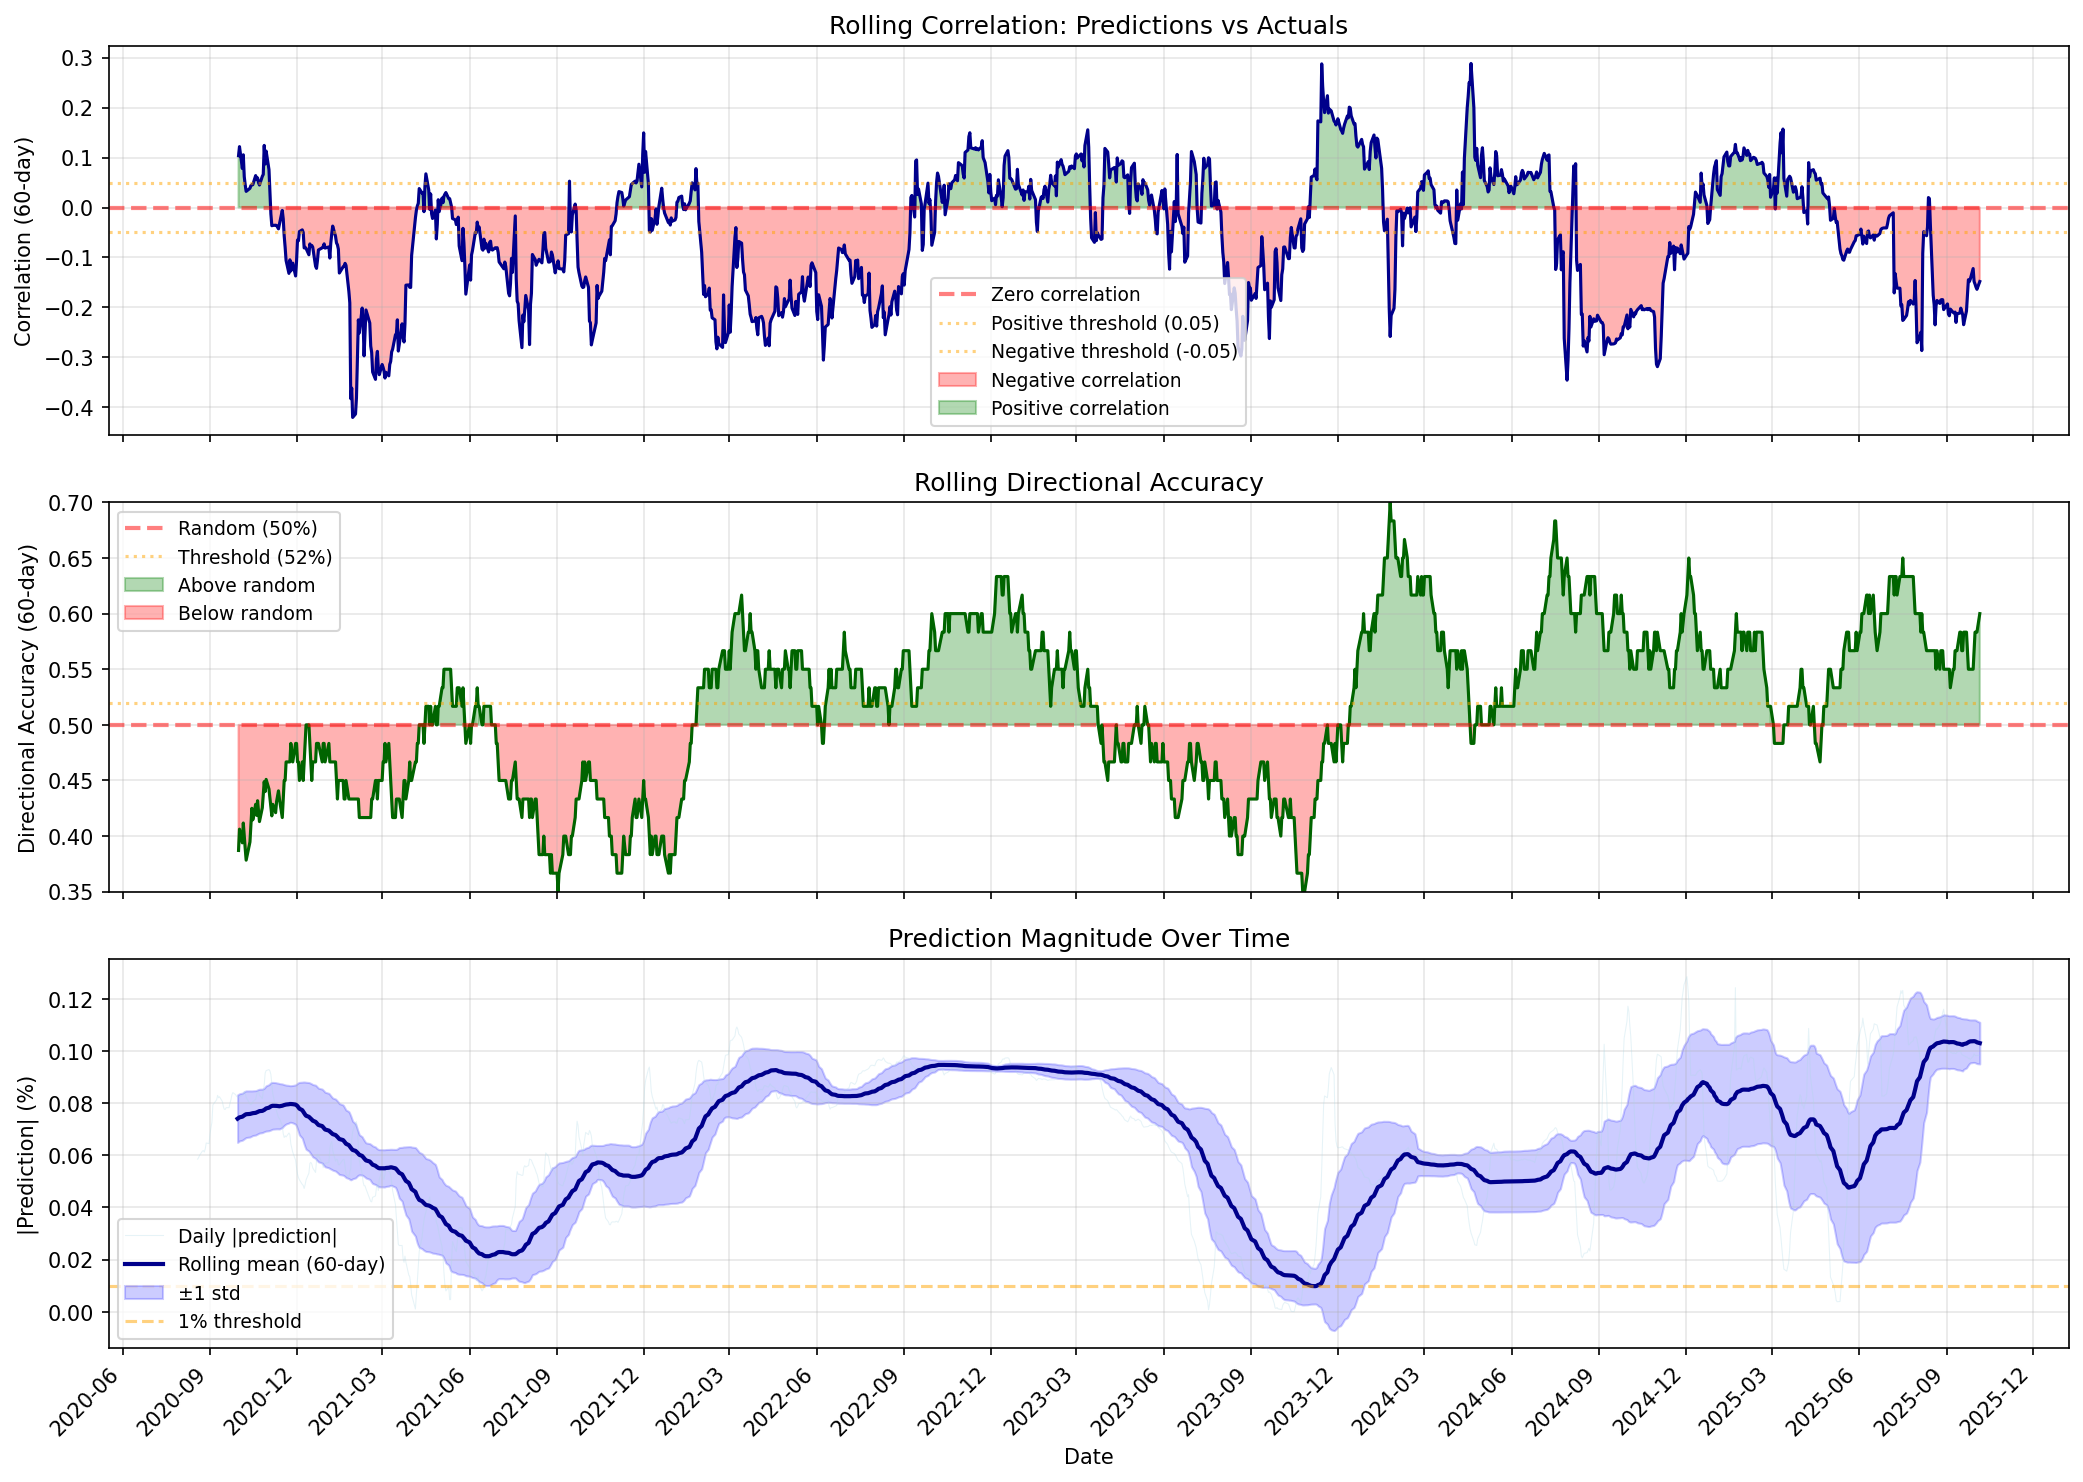 Rolling Correlation: Predictions vs Actuals
Correlation (60-day)
0.3
0.2
0.1
0.0
−0.1
−0.2
−0.3
−0.4
Zero correlation
Positive threshold (0.05)
Negative threshold (-0.05)
Negative correlation
Positive correlation
Rolling Directional Accuracy
Directional Accuracy (60-day)
0.70
0.65
0.60
0.55
0.50
0.45
0.40
0.35
Random (50%)
Threshold (52%)
Above random
Below random
Prediction Magnitude Over Time
|Prediction| (%)
0.12
0.10
0.08
0.06
0.04
0.02
0.00
Daily |prediction|
Rolling mean (60-day)
±1 std
1% threshold
2020-06
2020-09
2020-12
2021-03
2021-06
2021-09
2021-12
2022-03
2022-06
2022-09
2022-12
2023-03
2023-06
2023-09
2023-12
2024-03
2024-06
2024-09
2024-12
2025-03
2025-06
2025-09
2025-12
Date